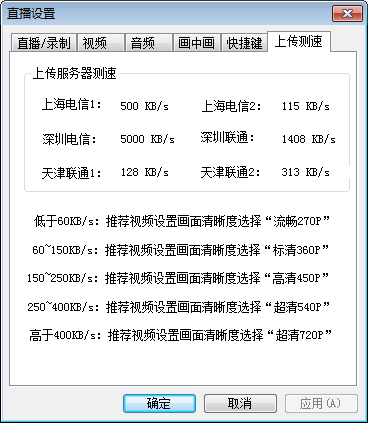 直播设置
直播/录制 视频 音频 画中画 快捷键 上传测速
上传服务器测速
上海电信1: 500 KB/s 上海电信2: 115 KB/s
深圳电信: 5000 KB/s 深圳联通: 1408 KB/s
天津联通1: 128 KB/s 天津联通2: 313 KB/s
低于60KB/s: 推荐视频设置画面清晰度选择“流畅270P”
60~150KB/s: 推荐视频设置画面清晰度选择“标清360P”
150~250KB/s: 推荐视频设置画面清晰度选择“高清450P”
250~400KB/s: 推荐视频设置画面清晰度选择“超清540P”
高于400KB/s: 推荐视频设置画面清晰度选择“超清720P”
确定 取消 应用(A)